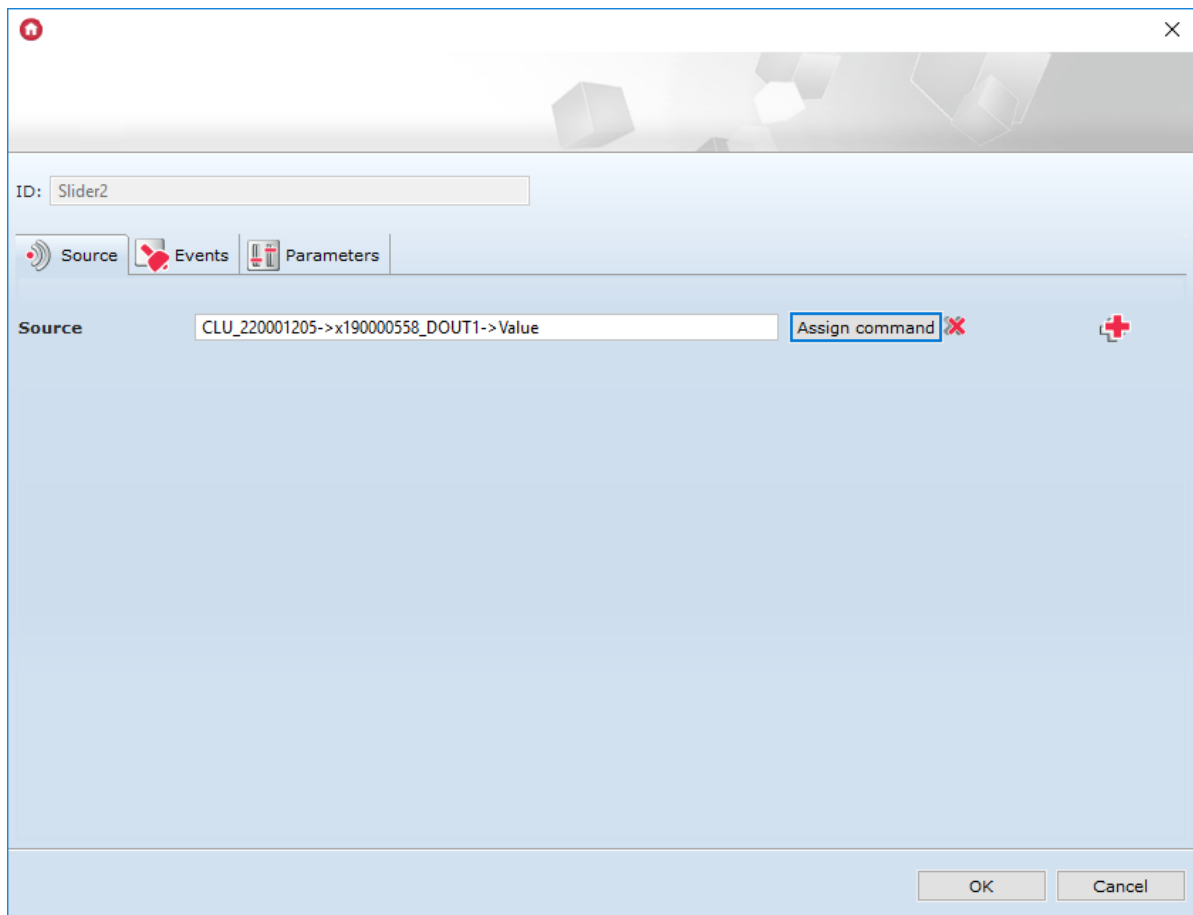 ID: Slider2
Source Events Parameters
Source CLU_220001205->x190000558_DOUT1->Value Assign command
OK Cancel